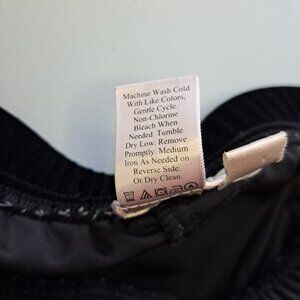 Machine Wash Cold
With Like Colors,
Gentle Cycle.
Non-Chlorine
Bleach When
Needed. Tumble
Dry Low. Remove
Promptly. Medium
Iron As Needed on
Reverse Side.
Or Dry Clean